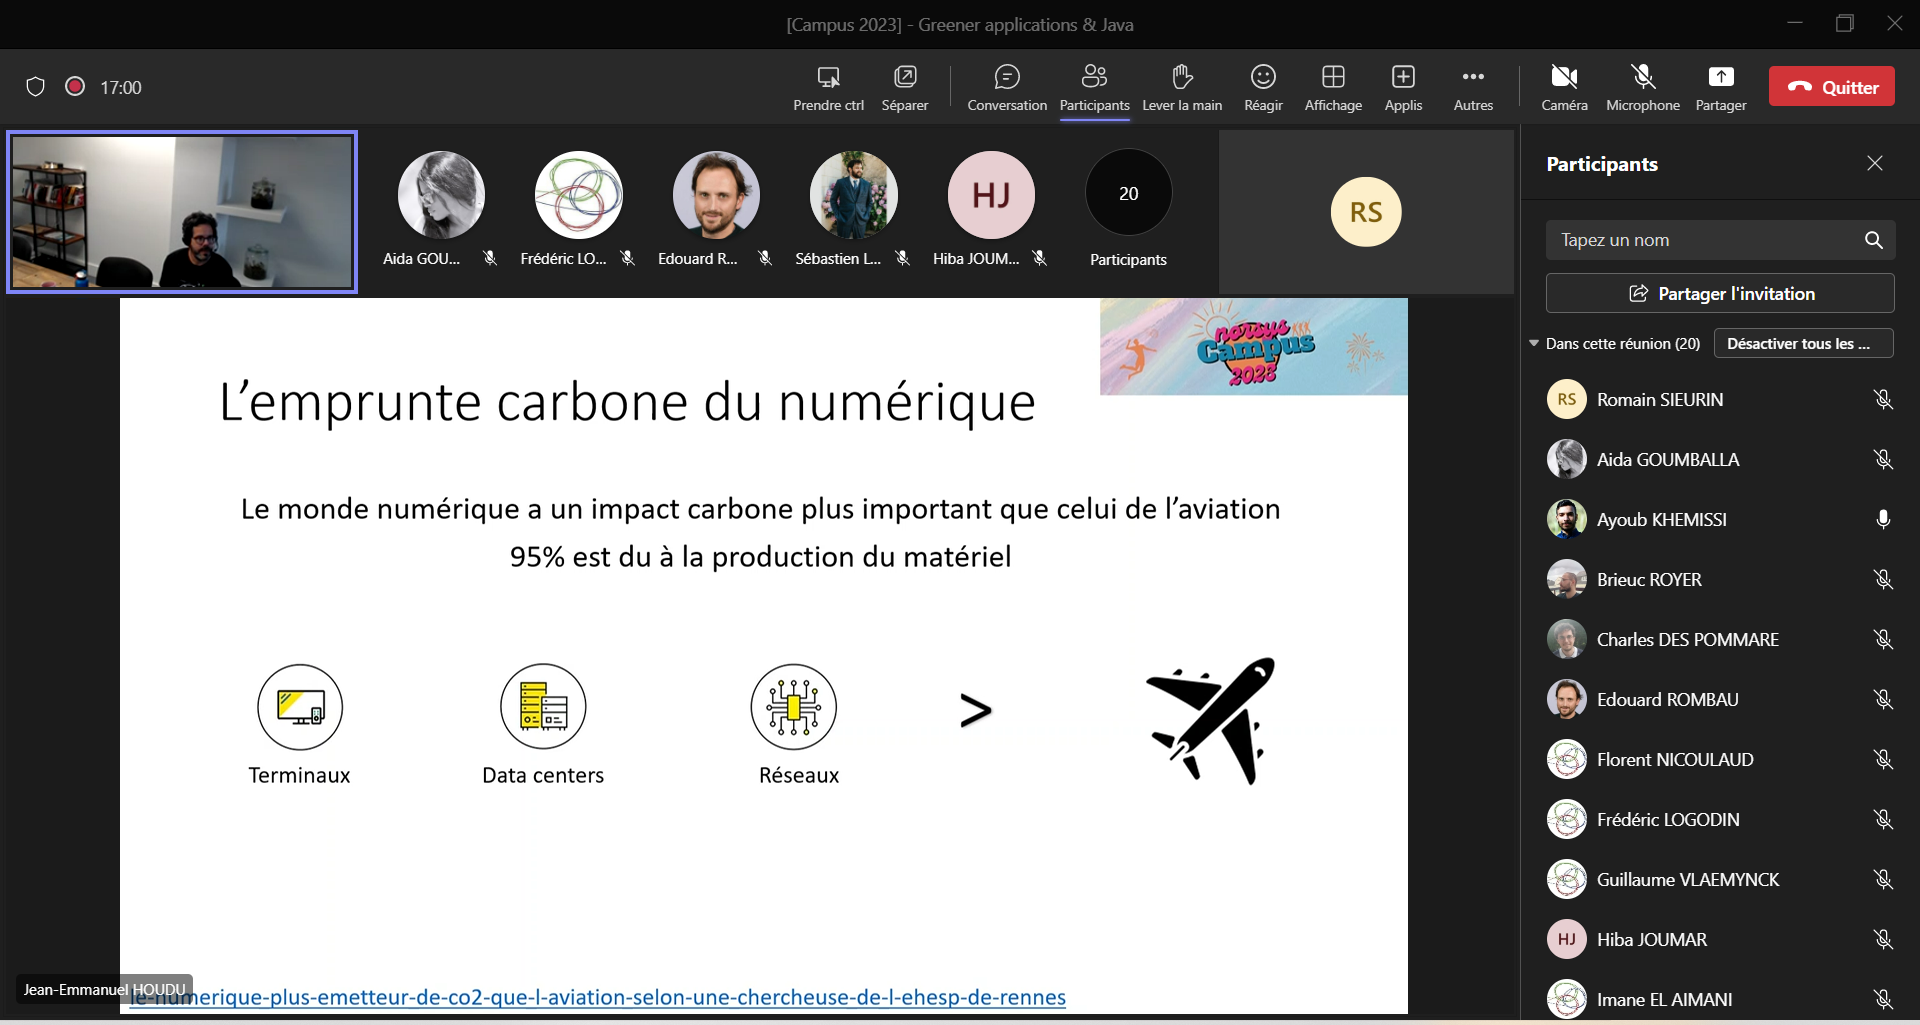 [Campus 2023] - Greener applications & Java
17:00
Prendre ctrl
Séparer
Conversation
Participants
Lever la main
Réagir
Affichage
Applis
Autres
Caméra
Microphone
Partager
Quitter
Aida GOU...
Frédéric LO...
Edouard R...
Sébastien L...
HJ
Hiba JOUM...
20
Participants
RS
norsys
Campus
2023
L’emprunte carbone du numérique
Le monde numérique a un impact carbone plus important que celui de l’aviation
95% est du à la production du matériel
Terminaux
Data centers
Réseaux
>
Jean-Emmanuel HOUDU
le-numerique-plus-emetteur-de-co2-que-l-aviation-selon-une-chercheuse-de-l-ehesp-de-rennes
Participants
Tapez un nom
Partager l'invitation
Dans cette réunion (20)
Désactiver tous les ...
RS Romain SIEURIN
Aida GOUMBALLA
Ayoub KHEMISSI
Brieuc ROYER
Charles DES POMMARE
Edouard ROMBAU
Florent NICOULAUD
Frédéric LOGODIN
Guillaume VLAEMYNCK
HJ Hiba JOUMAR
Imane EL AIMANI